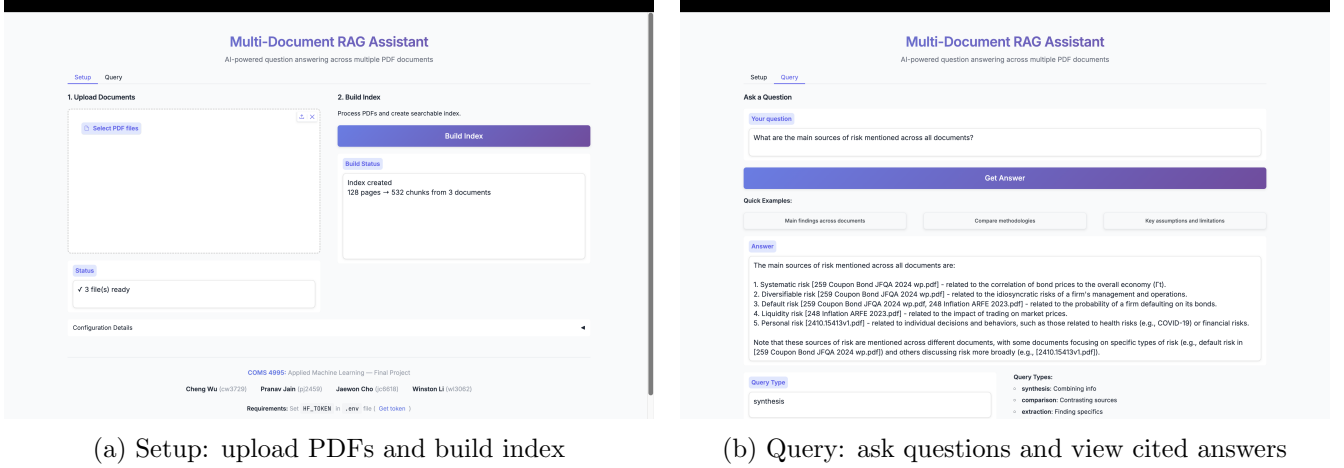 Multi-Document RAG Assistant
AI-powered question answering across multiple PDF documents
Setup Query
1. Upload Documents
Select PDF files
Status
✓ 3 file(s) ready
2. Build Index
Process PDFs and create searchable index.
Build Index
Build Status
Index created
128 pages → 532 chunks from 3 documents
Configuration Details
COMS 4995: Applied Machine Learning — Final Project
Cheng Wu (cw3729) Pranav Jain (pj2459) Jaewon Cho (jc6618) Winston Li (wl3062)
Requirements: Set HF_TOKEN in .env file ( Get token )
(a) Setup: upload PDFs and build index
Multi-Document RAG Assistant
AI-powered question answering across multiple PDF documents
Setup Query
Ask a Question
Your question
What are the main sources of risk mentioned across all documents?
Get Answer
Quick Examples:
Main findings across documents Compare methodologies Key assumptions and limitations
Answer
The main sources of risk mentioned across all documents are:
1. Systematic risk [259 Coupon Bond JFQA 2024 wp.pdf] - related to the correlation of bond prices to the overall economy (Γt).
2. Diversifiable risk [259 Coupon Bond JFQA 2024 wp.pdf] - related to the idiosyncratic risks of a firm's management and operations.
3. Default risk [259 Coupon Bond JFQA 2024 wp.pdf, 248 Inflation ARFE 2023.pdf] - related to the probability of a firm defaulting on its bonds.
4. Liquidity risk [248 Inflation ARFE 2023.pdf] - related to the impact of trading on market prices.
5. Personal risk [2410.15413v1.pdf] - related to individual decisions and behaviors, such as those related to health risks (e.g., COVID-19) or financial risks.
Note that these sources of risk are mentioned across different documents, with some documents focusing on specific types of risk (e.g., default risk in
[259 Coupon Bond JFQA 2024 wp.pdf]) and others discussing risk more broadly (e.g., [2410.15413v1.pdf]).
Query Type
synthesis
Query Types:
synthesis: Combining info
comparison: Contrasting sources
extraction: Finding specifics
(b) Query: ask questions and view cited answers